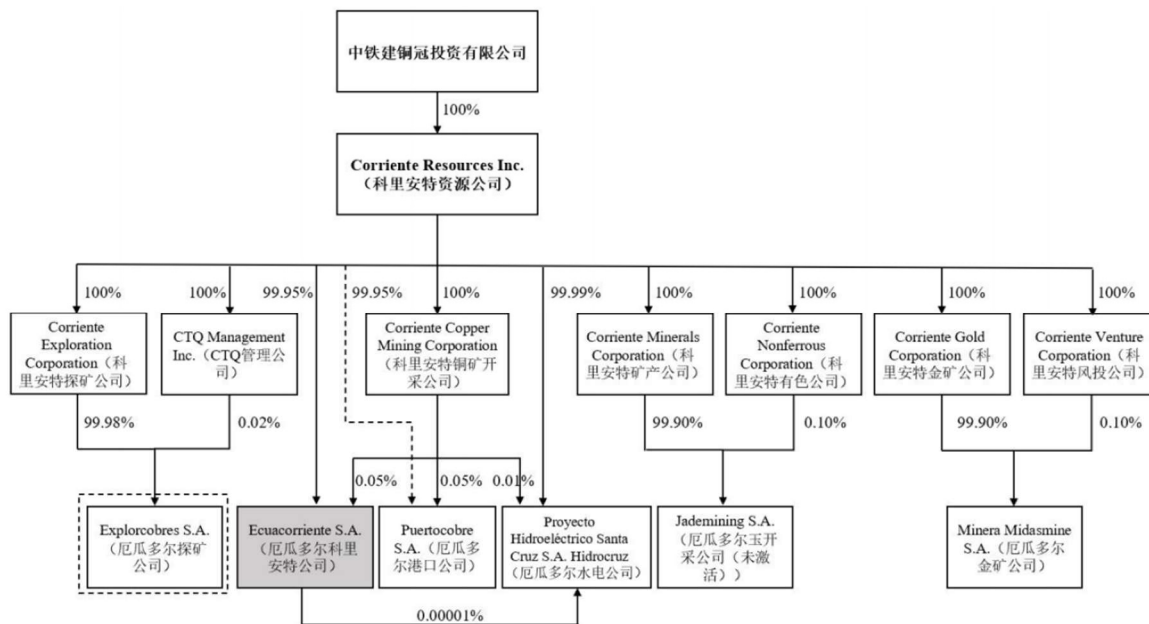 中铁建铜冠投资有限公司
100%
Corriente Resources Inc.
（科里安特资源公司）
100%
100%
99.95%
99.95%
100%
99.99%
100%
100%
100%
100%
Corriente
Exploration
Corporation（科
里安特探矿公司）
CTQ Management
Inc.（CTQ管理公
司）
Corriente Copper
Mining Corporation
（科里安特铜矿开
采公司）
Corriente Minerals
Corporation（科
里安特矿产公司）
Corriente
Nonferrous
Corporation（科里
安特有色公司）
Corriente Gold
Corporation（科
里安特金矿公司）
Corriente Venture
Corporation（科里
安特风投公司）
99.98%
0.02%
99.90%
0.10%
99.90%
0.10%
0.05%
0.05%
0.01%
Explorcobres S.A.
（厄瓜多尔探矿
公司）
Ecuacorriente S.A.
（厄瓜多尔科里
安特公司）
Puertocobre
S.A.（厄瓜多
尔港口公司）
Proyecto
Hidroeléctrico Santa
Cruz S.A. Hidrocruz
（厄瓜多尔水电公司）
Jademining S.A.
（厄瓜多尔玉开
采公司（未激
活））
Minera Midasmine
S.A.（厄瓜多尔
金矿公司）
0.00001%